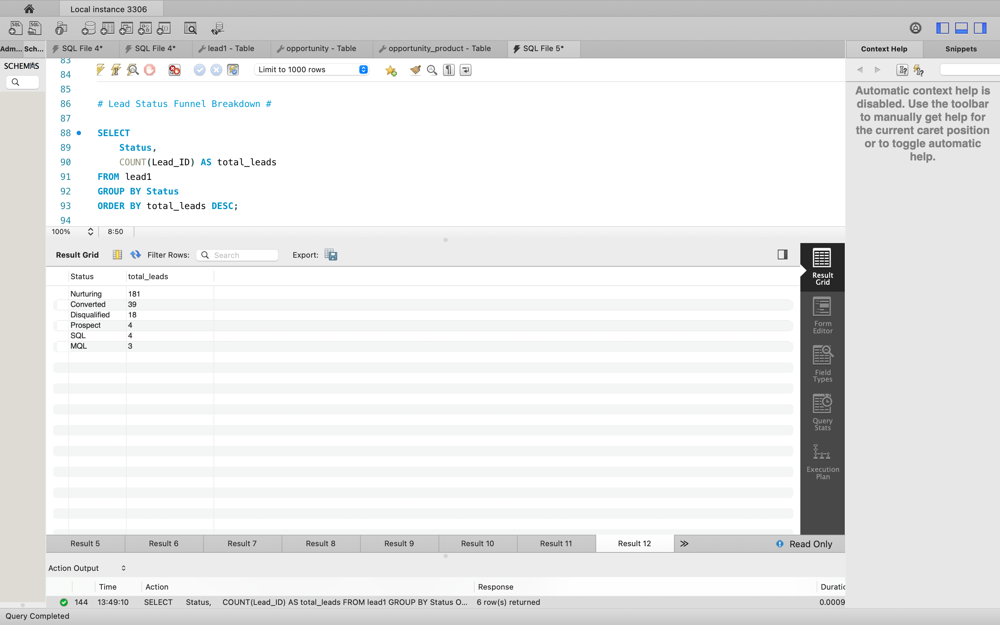 Local instance 3306
SQL SQL
Adm... Sch... SQL File 4* SQL File 4* lead1 - Table opportunity - Table opportunity_product - Table SQL File 5* Context Help Snippets
SCHEMAS
Limit to 1000 rows
Automatic context help is
disabled. Use the toolbar
to manually get help for
the current caret position
or to toggle automatic
help.
83
84
85
86 # Lead Status Funnel Breakdown #
87
88 SELECT
89 Status,
90 COUNT(Lead_ID) AS total_leads
91 FROM lead1
92 GROUP BY Status
93 ORDER BY total_leads DESC;
94
100% 8:50
Result Grid Filter Rows: Search Export:
Status total_leads
Nurturing 181
Converted 39
Disqualified 18
Prospect 4
SQL 4
MQL 3
Result
Grid
Form
Editor
Field
Types
Query
Stats
Execution
Plan
Result 5 Result 6 Result 7 Result 8 Result 9 Result 10 Result 11 Result 12 Read Only
Action Output
Time Action Response Duratio
144 13:49:10 SELECT Status, COUNT(Lead_ID) AS total_leads FROM lead1 GROUP BY Status O... 6 row(s) returned 0.0009
Query Completed